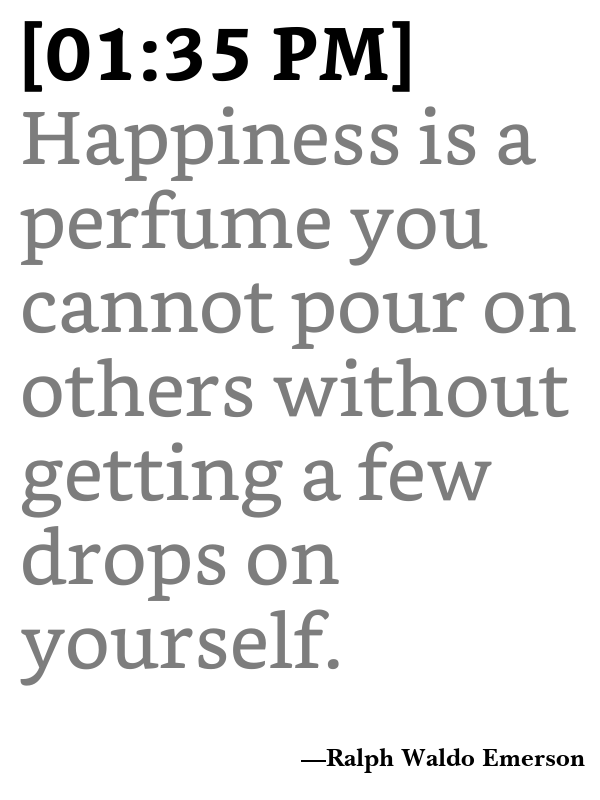 [01:35 PM]
Happiness is a
perfume you
cannot pour on
others without
getting a few
drops on
yourself.
—Ralph Waldo Emerson